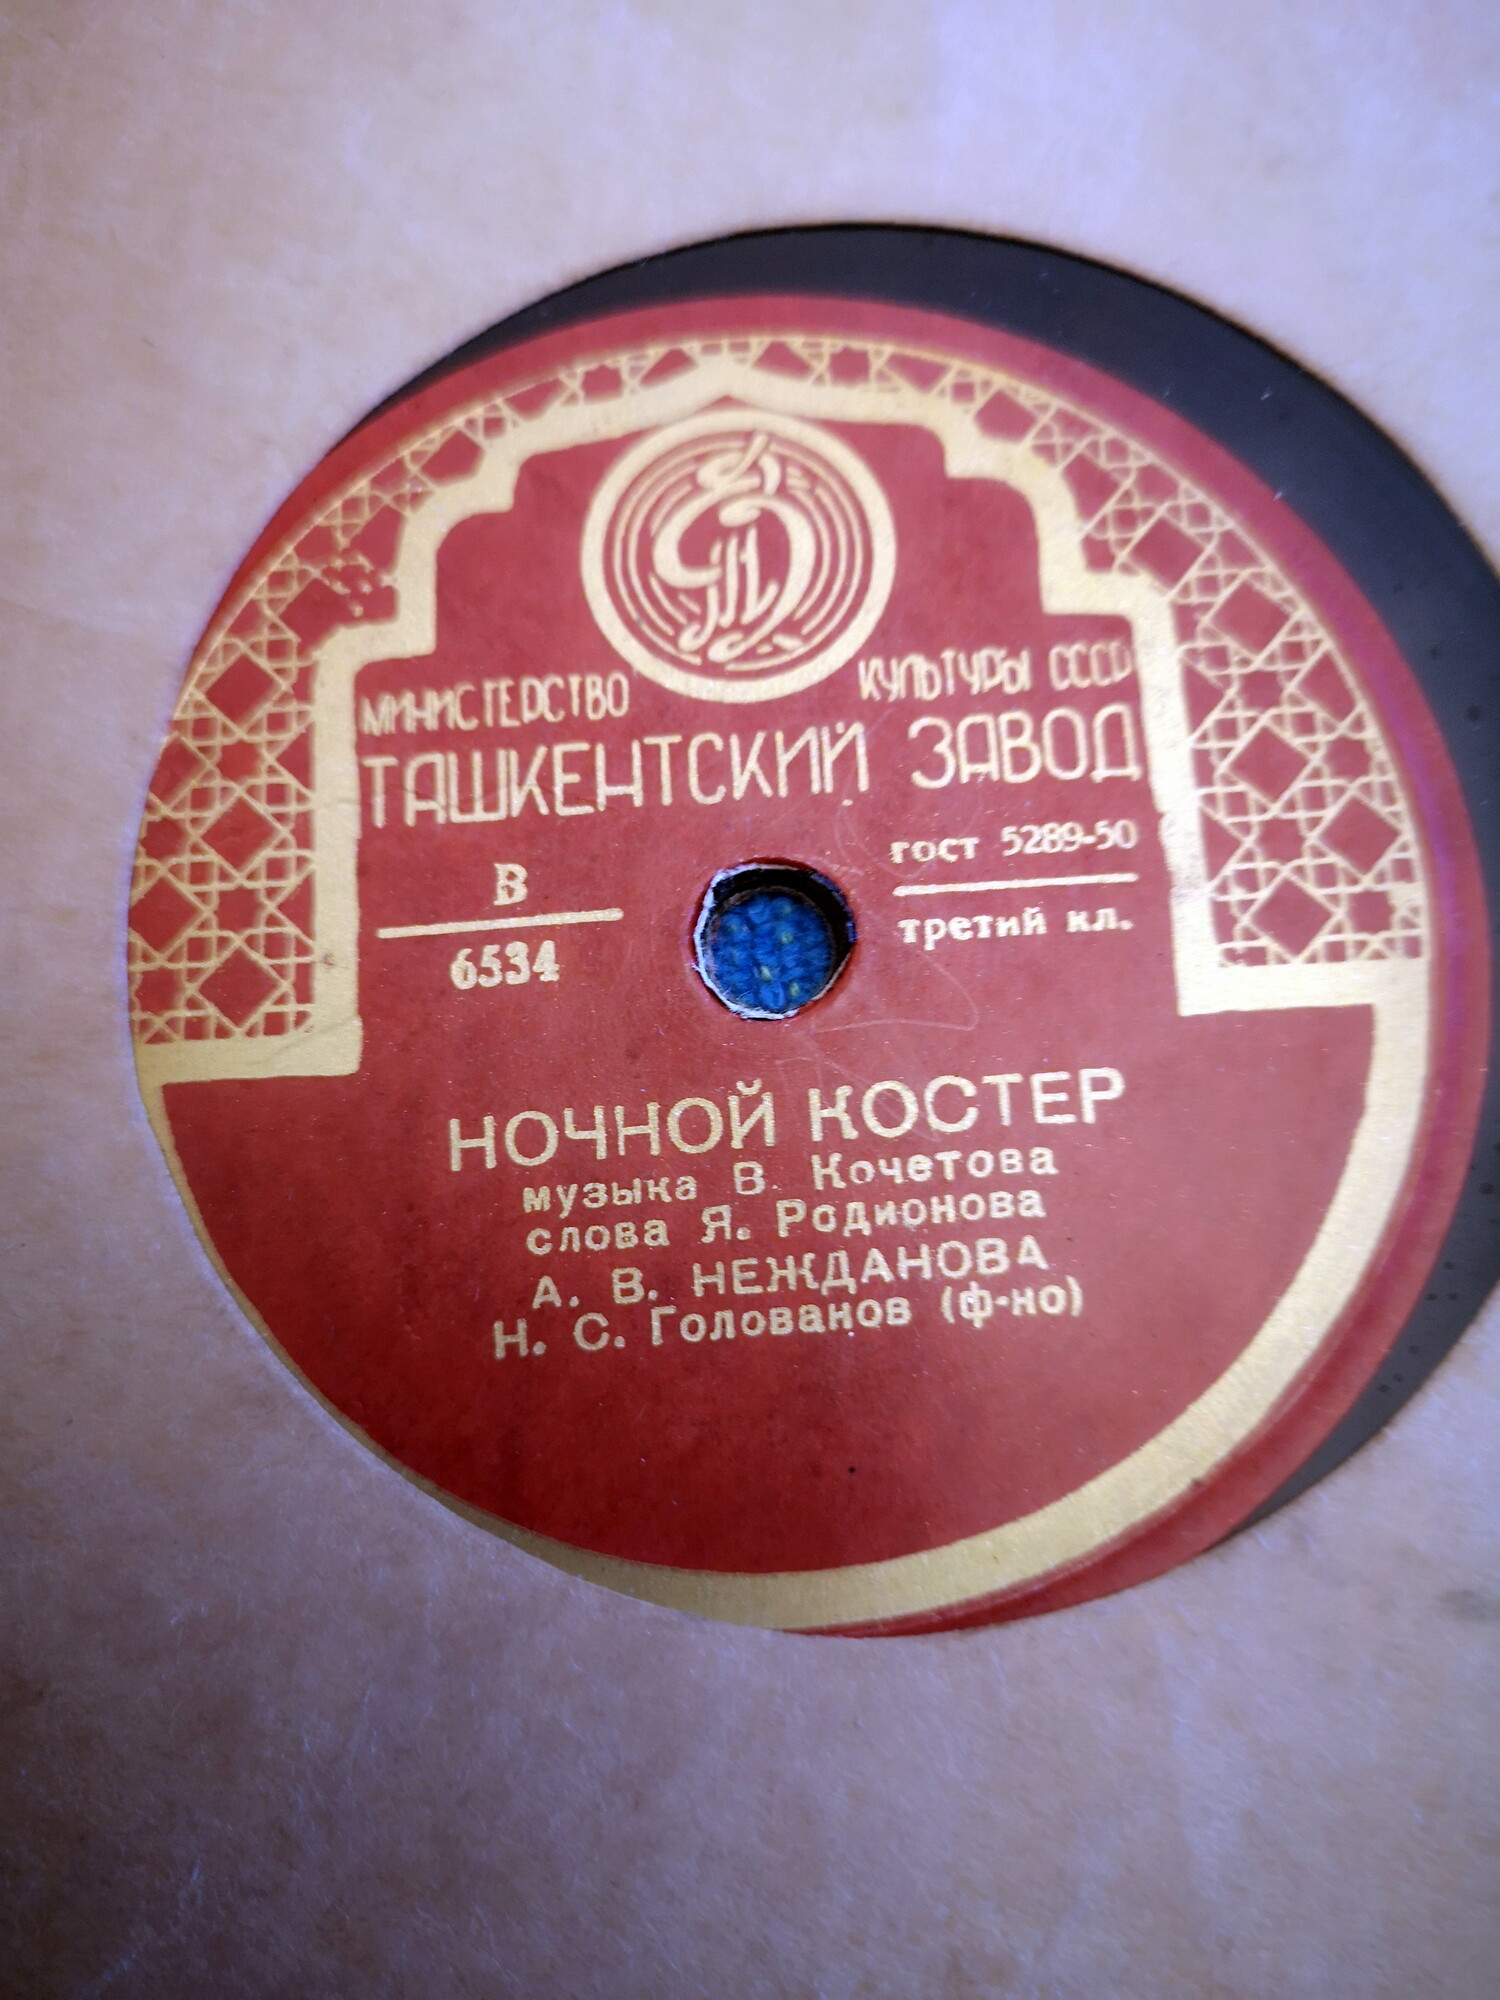 МИНИСТЕРСТВО КУЛЬТУРЫ СССР
ТАШКЕНТСКИЙ ЗАВОД
В
6534
ГОСТ 5289-50
третий кл.
НОЧНОЙ КОСТЕР
музыка В. Кочетова
слова Я. Родионова
А. В. НЕЖДАНОВА
Н. С. Голованов (ф-но)